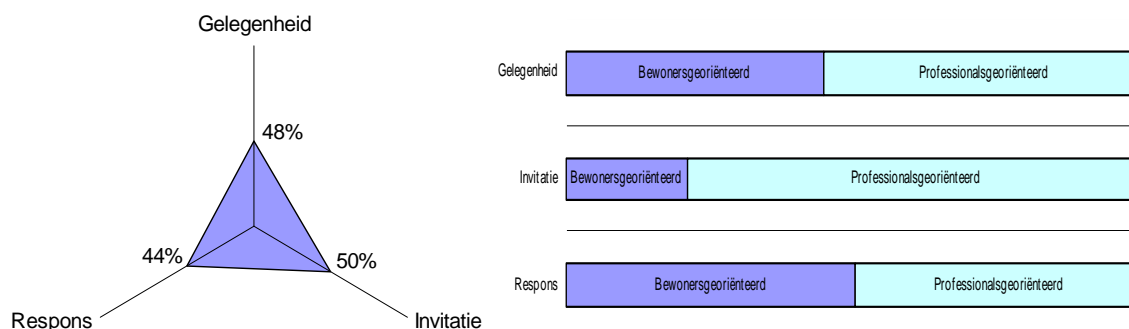 Gelegenheid
48%
44%
50%
Respons
Invitatie
Gelegenheid
Bewonersgeoriënteerd
Professionalsgeoriënteerd
Invitatie
Bewonersgeoriënteerd
Professionalsgeoriënteerd
Respons
Bewonersgeoriënteerd
Professionalsgeoriënteerd